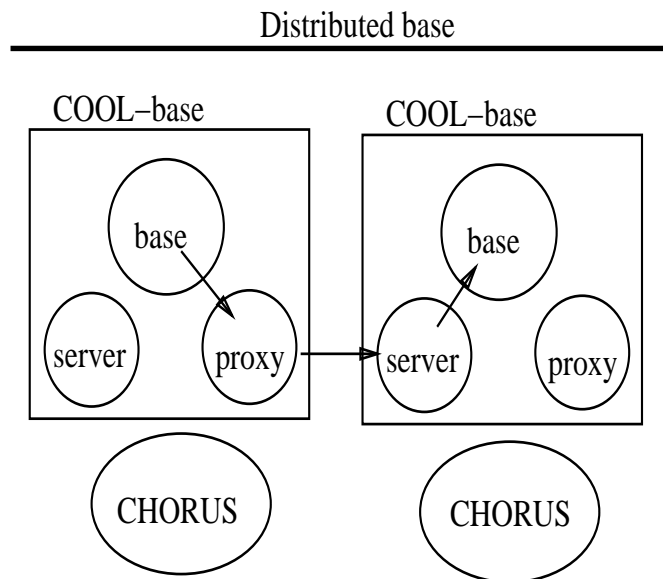 Distributed base
COOL–base
COOL–base
base
base
server
proxy
server
proxy
CHORUS
CHORUS